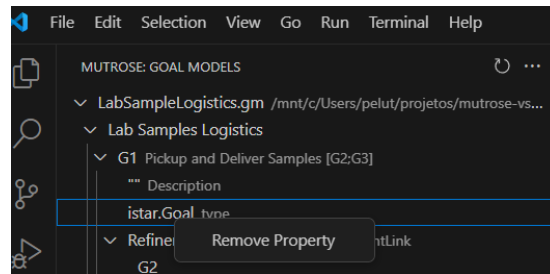 File Edit Selection View Go Run Terminal Help
MUTROSE: GOAL MODELS
LabSampleLogistics.gm /mnt/c/Users/pelut/projetos/mutrose-vs...
Lab Samples Logistics
G1 Pickup and Deliver Samples [G2;G3]
"" Description
istar.Goal type
Refine
Remove Property
ntLink
G2